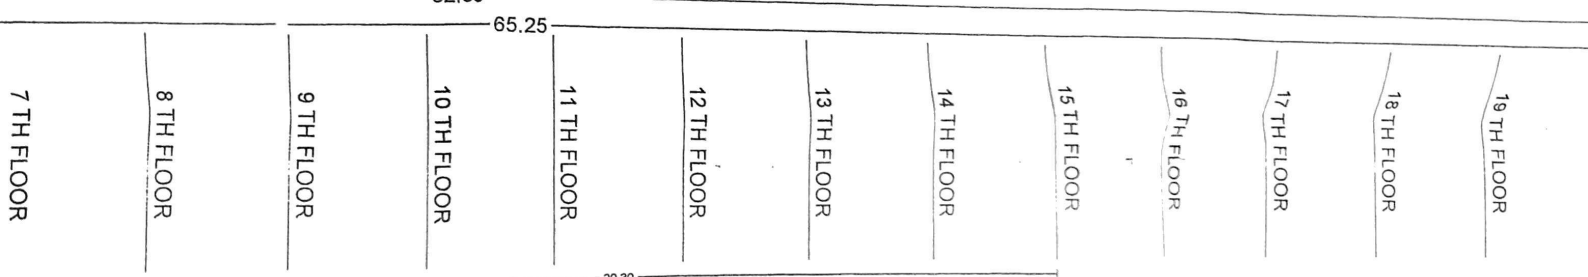 65.25
7 TH FLOOR
8 TH FLOOR
9 TH FLOOR
10 TH FLOOR
11 TH FLOOR
12 TH FLOOR
13 TH FLOOR
14 TH FLOOR
15 TH FLOOR
16 TH FLOOR
17 TH FLOOR
18 TH FLOOR
19 TH FLOOR